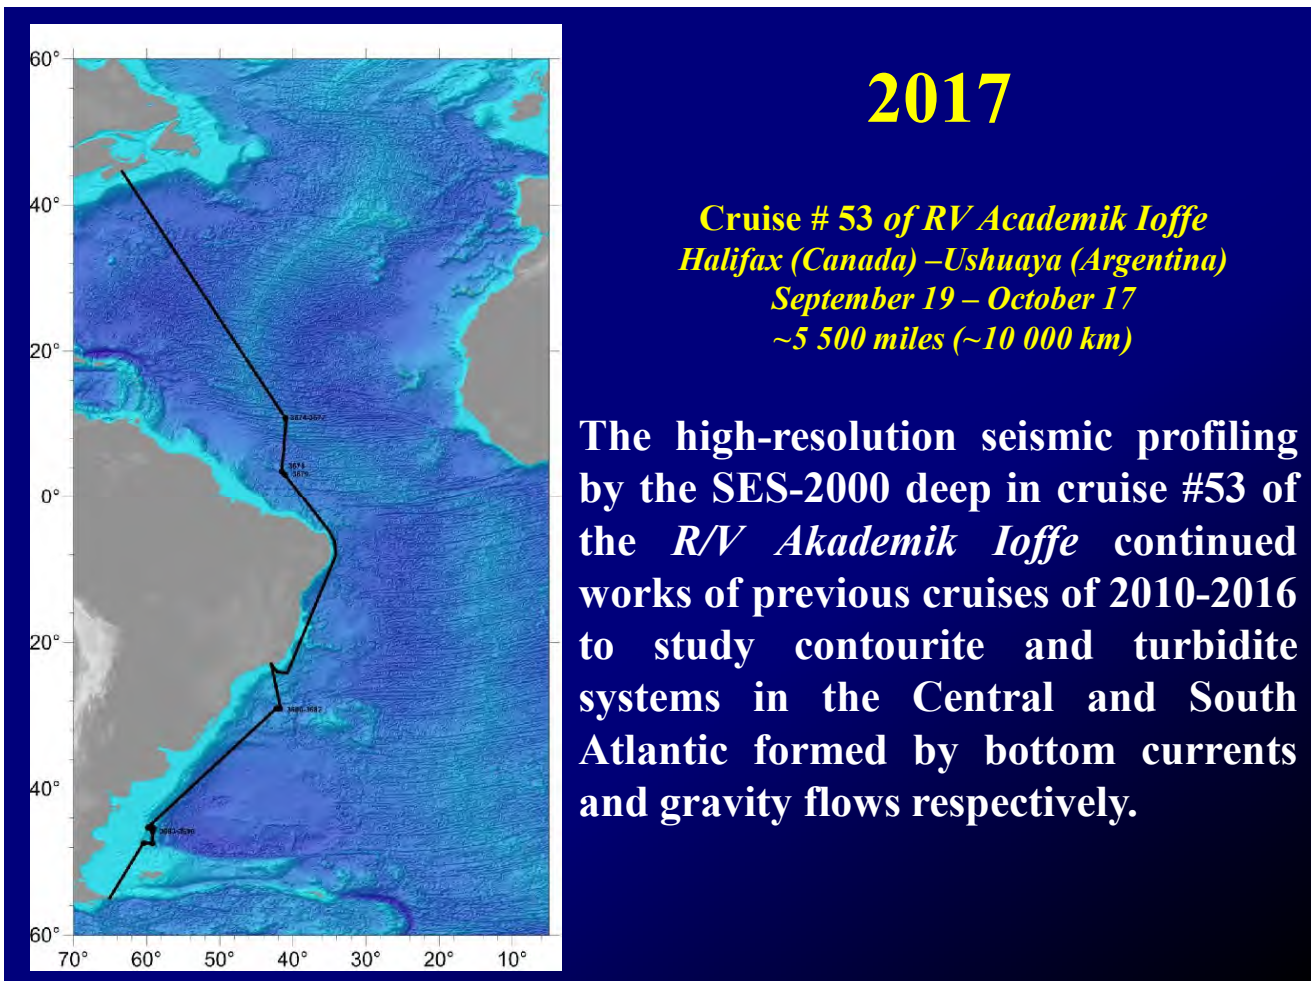 60°
40°
20°
0°
20°
40°
60°
70°
60°
50°
40°
30°
20°
10°
2017
Cruise # 53 of RV Academik Ioffe
Halifax (Canada) –Ushuaya (Argentina)
September 19 – October 17
~5 500 miles (~10 000 km)
The high-resolution seismic profiling
by the SES-2000 deep in cruise #53 of
the R/V Akademik Ioffe continued
works of previous cruises of 2010-2016
to study contourite and turbidite
systems in the Central and South
Atlantic formed by bottom currents
and gravity flows respectively.